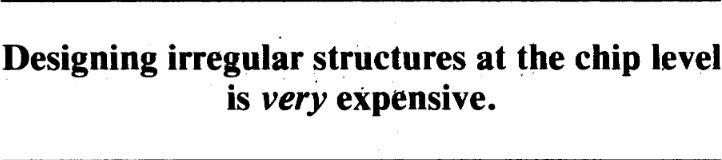 Designing irregular structures at the chip level
is very expensive.